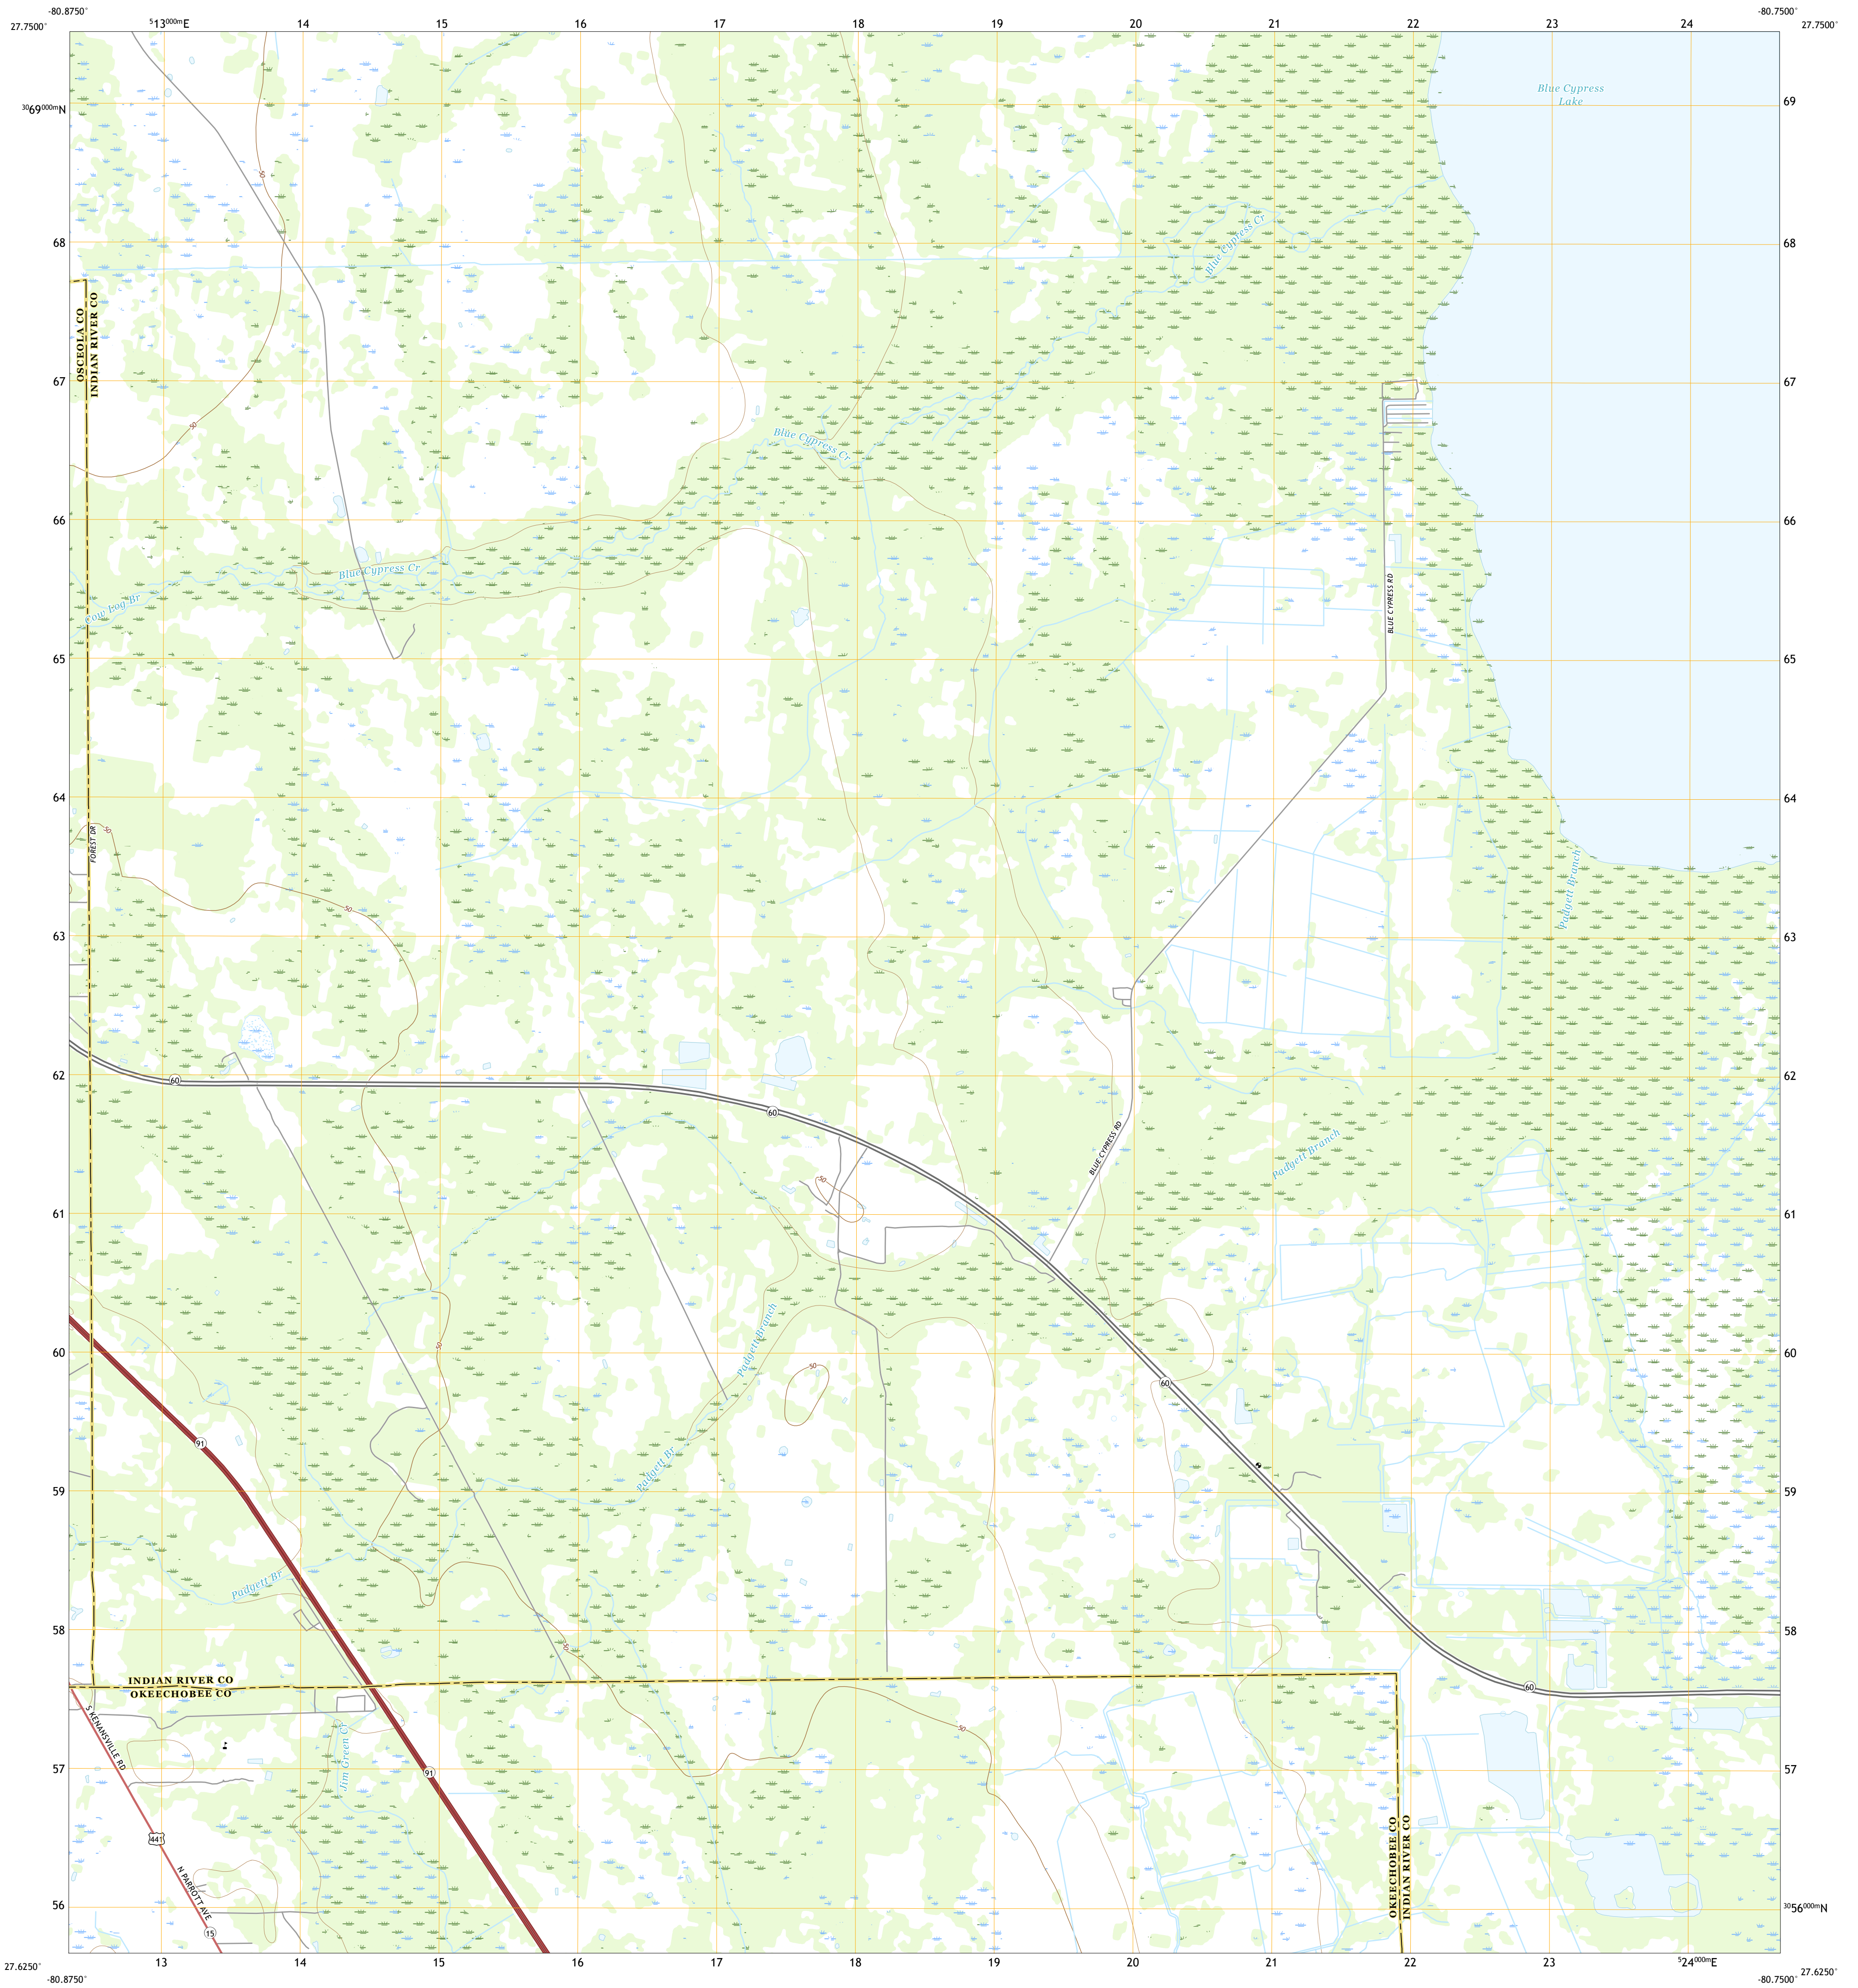 -80.8750°
⁵13⁰⁰⁰ᵐE
14
15
16
17
18
19
20
21
22
23
24
-80.7500°
27.7500°
27.7500°
Blue Cypress
Lake
³⁰69⁰⁰⁰ᵐN
69
50
68
68
Blue Cypress Cr
OSCEOLA CO
INDIAN RIVER CO
67
67
50
Blue Cypress Cr
66
66
Blue Cypress Cr
BLUE CYPRESS RD
Cow Log Br
65
65
64
64
50
FOREST DR
Padgett Branch
50
63
63
62
62
60
60
BLUE CYPRESS RD
Padgett Branch
50
61
61
Padgett Branch
50
60
60
50
60
91
Padgett Br
59
59
Padgett Br
58
58
50
INDIAN RIVER CO
OKEECHOBEE CO
60
S KENANSVILLE RD
50
Jim Green Cr
57
57
91
441
OKEECHOBEE CO
INDIAN RIVER CO
N PARROTT AVE
56
³⁰56⁰⁰⁰ᵐN
15
13
14
15
16
17
18
19
20
21
22
23
⁵24⁰⁰⁰ᵐE
27.6250°
27.6250°
-80.8750°
-80.7500°